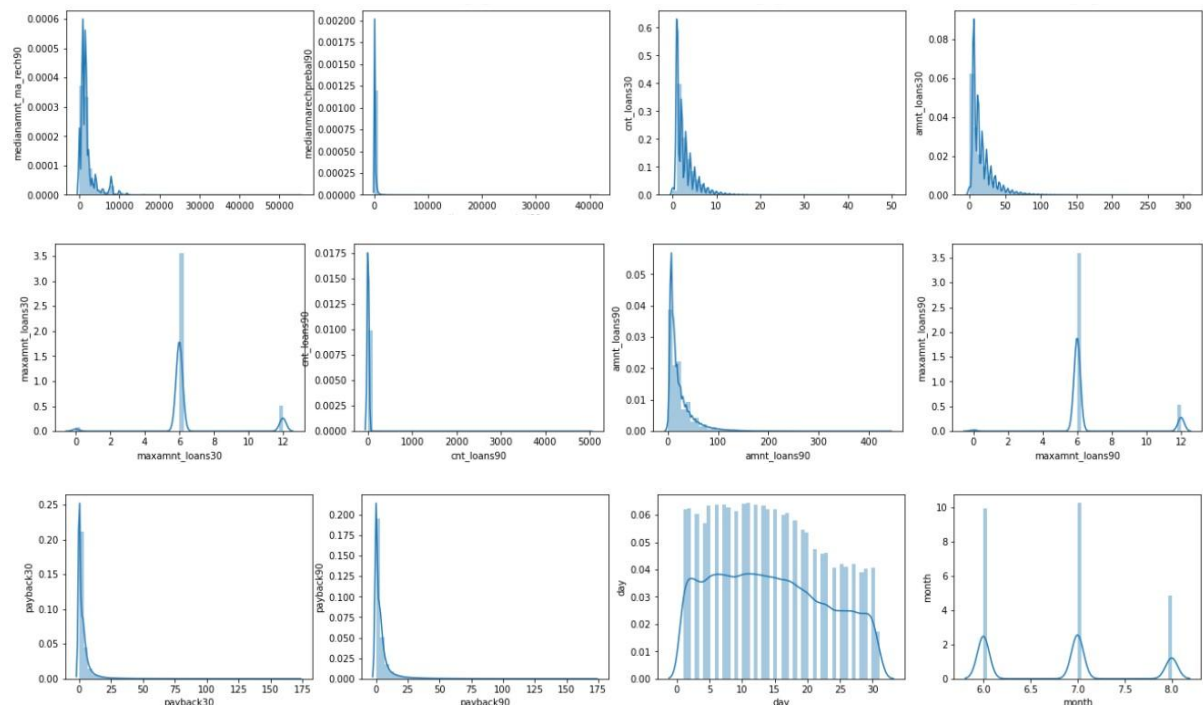 medianamnt_ma_rech90
0.0006
0.0005
0.0004
0.0003
0.0002
0.0001
0.0000
0 10000 20000 30000 40000 50000
medianmarechprebal90
0.00200
0.00175
0.00150
0.00125
0.00100
0.00075
0.00050
0.00025
0.00000
0 10000 20000 30000 40000
cnt_loans30
0.6
0.5
0.4
0.3
0.2
0.1
0.0
0 10 20 30 40 50
amnt_loans30
0.08
0.06
0.04
0.02
0.00
0 50 100 150 200 250 300
maxamnt_loans30
3.5
3.0
2.5
2.0
1.5
1.0
0.5
0.0
0 2 4 6 8 10 12
maxamnt_loans30
cnt_loans90
0.0175
0.0150
0.0125
0.0100
0.0075
0.0050
0.0025
0.0000
0 1000 2000 3000 4000 5000
cnt_loans90
amnt_loans90
0.05
0.04
0.03
0.02
0.01
0.00
0 100 200 300 400
amnt_loans90
maxamnt_loans90
3.5
3.0
2.5
2.0
1.5
1.0
0.5
0.0
0 2 4 6 8 10 12
maxamnt_loans90
payback30
0.25
0.20
0.15
0.10
0.05
0.00
0 25 50 75 100 125 150 175
payback30
payback90
0.200
0.175
0.150
0.125
0.100
0.075
0.050
0.025
0.000
0 25 50 75 100 125 150 175
payback90
day
0.06
0.05
0.04
0.03
0.02
0.01
0.00
0 5 10 15 20 25 30
day
month
10
8
6
4
2
0
6.0 6.5 7.0 7.5 8.0
month